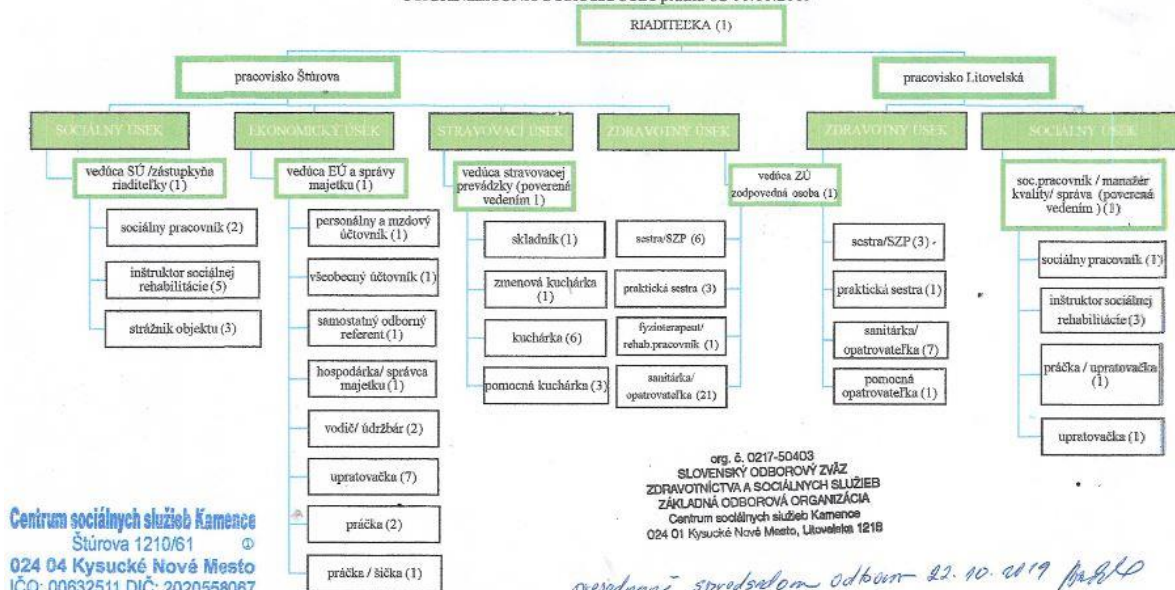 RIADITEĽKA (1)
pracovisko Štúrova
pracovisko Litovelská
SOCIÁLNY ÚSEK
EKONOMICKÝ ÚSEK
STRAVOVACÍ ÚSEK
ZDRAVOTNÝ ÚSEK
ZDRAVOTNÝ ÚSEK
SOCIÁLNY ÚSEK
vedúca SÚ /zástupkyňa
riaditeľky (1)
sociálny pracovník (2)
inštruktor sociálnej
rehabilitácie (5)
strážnik objektu (3)
vedúca EÚ a správy
majetku (1)
personálny a mzdový
účtovník (1)
všeobecný účtovník (1)
samostatný odborný
referent (1)
hospodárka/ správca
majetku (1)
vodič/ údržbár (2)
upratovačka (7)
práčka (2)
práčka / šička (1)
vedúca stravovacej
prevádzky (poverená
vedením 1)
skladník (1)
zmenová kuchárka
(1)
kuchárka (6)
pomocná kuchárka (3)
vedúca ZÚ
zodpovedná osoba (1)
sestra/SZP (6)
praktická sestra (3)
fyzioterapeut/
rehab.pracovník (1)
sanitárka/
opatrovateľka (21)
sestra/SZP (3)
praktická sestra (1)
sanitárka/
opatrovateľka (7)
pomocná
opatrovateľka (1)
soc.pracovník / manažér
kvality/ správa (poverená
vedením ) (1)
sociálny pracovník (1)
inštruktor sociálnej
rehabilitácie (3)
práčka / upratovačka
(1)
upratovačka (1)
org. č. 0217-50403
SLOVENSKÝ ODBOROVÝ ZVÄZ
ZDRAVOTNÍCTVA A SOCIÁLNYCH SLUŽIEB
ZÁKLADNÁ ODBOROVÁ ORGANIZÁCIA
Centrum sociálnych služieb Kamence
024 01 Kysucké Nové Mesto, Litovelská 1218
Centrum sociálnych služieb Kamence
Štúrova 1210/61 ①
024 04 Kysucké Nové Mesto
IČO: 00632511 DIČ: 2020558067
odborov 22.10.2019